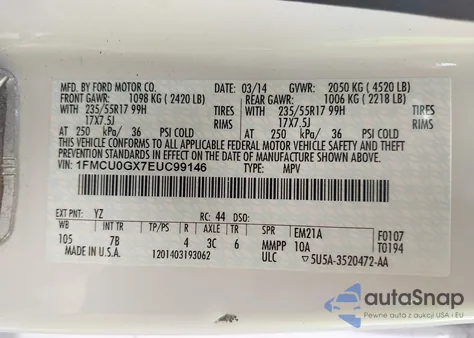 MFD. BY FORD MOTOR CO.
DATE: 03/14 GVWR: 2050 KG ( 4520 LB)
FRONT GAWR: 1098 KG ( 2420 LB) REAR GAWR: 1006 KG ( 2218 LB)
WITH 235/55R17 99H TIRES WITH 235/55R17 99H TIRES
17X7.5J RIMS 17X7.5J RIMS
AT 250 kPa/ 36 PSI COLD AT 250 kPa/ 36 PSI COLD
THIS VEHICLE CONFORMS TO ALL APPLICABLE FEDERAL MOTOR VEHICLE SAFETY AND BUMPER STANDARDS, AND THEFT PREVENTION STANDARDS IN EFFECT ON THE DATE OF MANUFACTURE SHOWN ABOVE.
VIN: 1FMCU0GX7EUC99146 TYPE: MPV
EXT PNT: YZ RC: 44 DSO:
WB INT TR TP/PS R AXLE TR SPR EM21A F0107
105 7B 4 3C 6 MMPP 10A T0194
MADE IN U.S.A. 1201403193062 ULC ▽5U5A-3520472-AA
autoSnap
Pewne auta z aukcji USA i EU